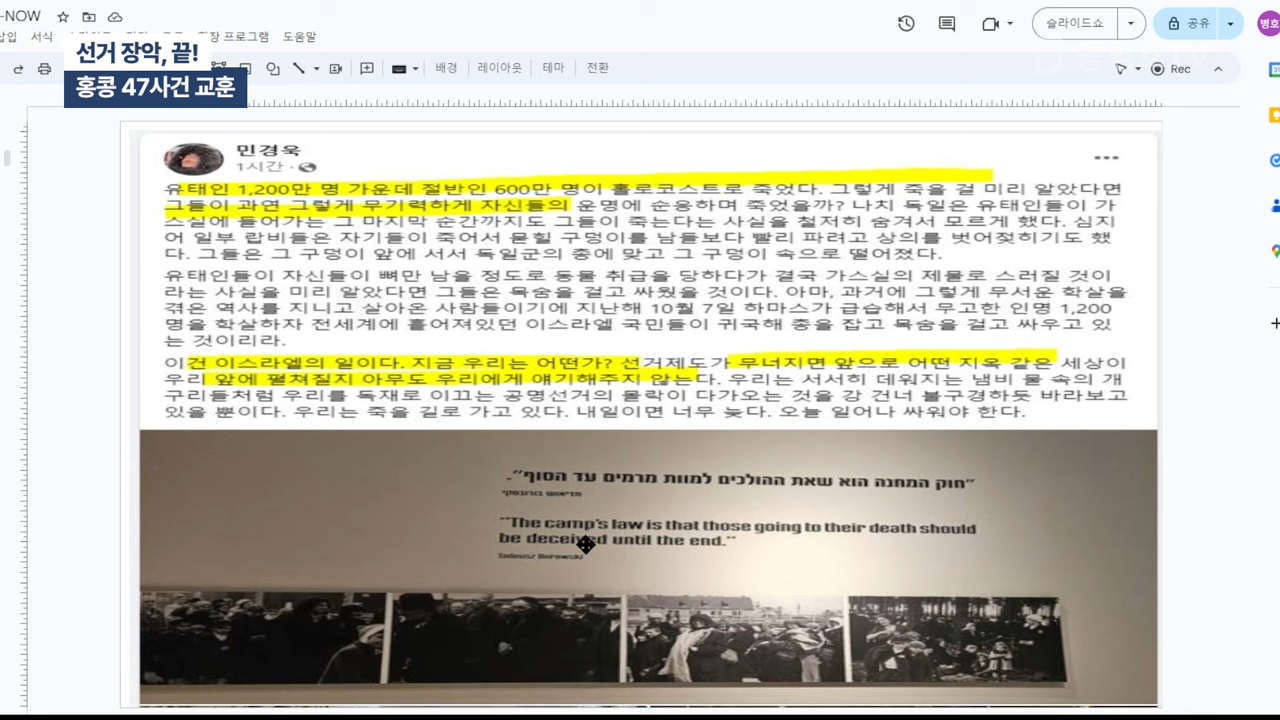 -NOW
슬라이드쇼
공유
병호
삽입 서식
장 프로그램 도움말
선거 장악, 끝!
홍콩 47사건 교훈
배경 레이아웃 테마 전환
Rec
민경욱
1시간 ·
유태인 1,200만 명 가운데 절반인 600만 명이 홀로코스트로 죽었다. 그렇게 죽을 걸 미리 알았다면
그들이 과연 그렇게 무기력하게 자신들의 운명에 순응하며 죽었을까? 나치 독일은 유태인들이 가
스실에 들어가는 그 마지막 순간까지도 그들이 죽는다는 사실을 철저히 숨겨서 모르게 했다. 심지
어 일부 랍비들은 자기들이 죽어서 묻힐 구덩이를 남들보다 빨리 파려고 상의를 벗어젖히기도 했
다. 그들은 그 구덩이 앞에 서서 독일군의 총에 맞고 그 구덩이 속으로 떨어졌다.
유태인들이 자신들이 뼈만 남을 정도로 동물 취급을 당하다가 결국 가스실의 제물로 스러질 것이
라는 사실을 미리 알았다면 그들은 목숨을 걸고 싸웠을 것이다. 아마, 과거에 그렇게 무서운 학살을
겪은 역사를 지니고 살아온 사람들이기에 지난해 10월 7일 하마스가 급습해서 무고한 인명 1,200
명을 학살하자 전세계에 흩어져있던 이스라엘 국민들이 귀국해 총을 잡고 목숨을 걸고 싸우고 있
는 것이리라.
이건 이스라엘의 일이다. 지금 우리는 어떤가? 선거제도가 무너지면 앞으로 어떤 지옥 같은 세상이
우리 앞에 펼쳐질지 아무도 우리에게 얘기해주지 않는다. 우리는 서서히 데워지는 냄비 물 속의 개
구리들처럼 우리를 독재로 이끄는 공명선거의 몰락이 다가오는 것을 강 건너 불구경하듯 바라보고
있을 뿐이다. 우리는 죽을 길로 가고 있다. 내일이면 너무 늦다. 오늘 일어나 싸워야 한다.
"חוק המחנה הוא שאת ההולכים למוות מרמים עד הסוף".
תדיאוש בורובסקי
"The camp's law is that those going to their death should
be deceived until the end."
Tadeusz Borowski